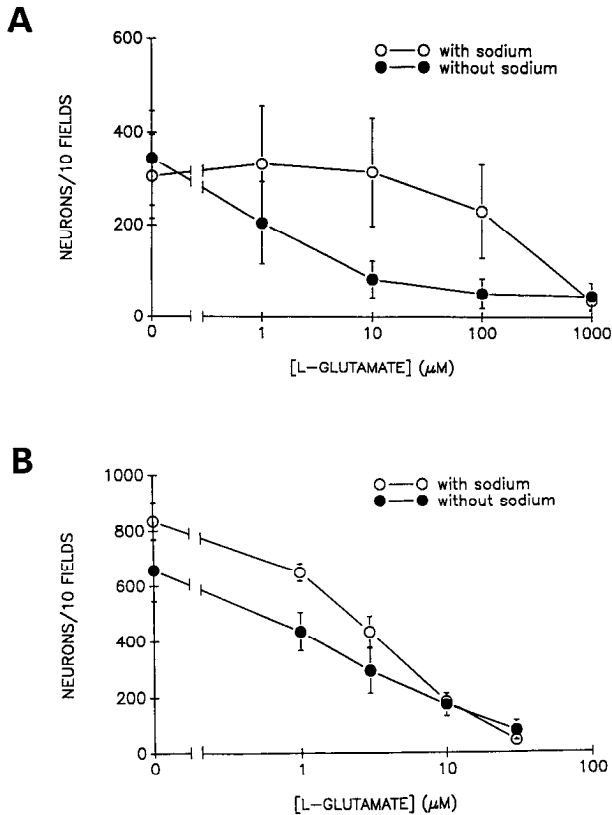 A
600
400
200
0
NEURONS/10 FIELDS
with sodium
without sodium
0 1 10 100 1000
[L-GLUTAMATE] (μM)
B
1000
800
600
400
200
0
NEURONS/10 FIELDS
with sodium
without sodium
0 1 10 100
[L-GLUTAMATE] (μM)